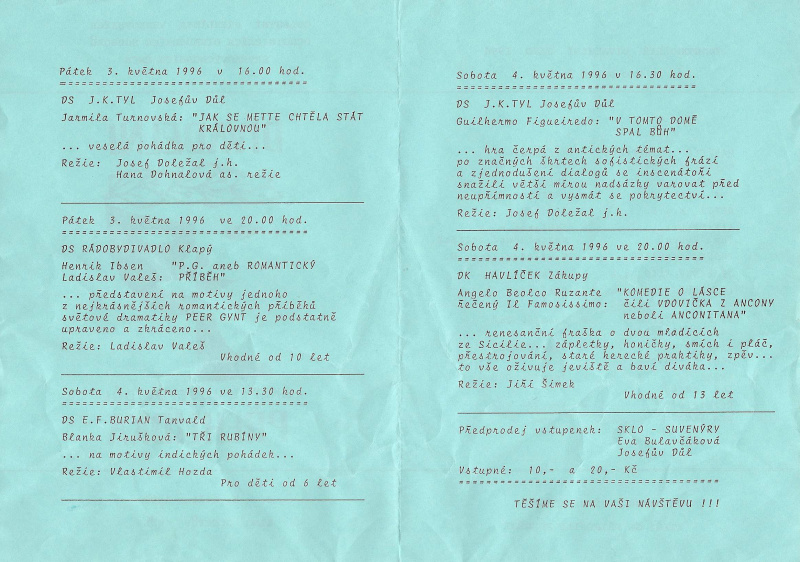 Pátek 3. května 1996 v 16.00 hod.
=================================
DS J.K.TYL Josefův Důl
Jarmila Turnovská: "JAK SE METTE CHTĚLA STÁT
KRÁLOVNOU"
... veselá pohádka pro děti...
Režie: Josef Doležal j.h.
Hana Dohnalová as. režie
Pátek 3. května 1996 ve 20.00 hod.
=================================
DS RÁDOBYDIVADLO Klapý
Henrik Ibsen "P.G. aneb ROMANTICKÝ
Ladislav Valeš: PŘÍBĚH"
... představení na motivy jednoho
z nejkrásnějších romantických příběhů
světové dramatiky PEER GYNT je podstatně
upraveno a zkráceno...
Režie: Ladislav Valeš
Vhodné od 10 let
Sobota 4. května 1996 ve 13.30 hod.
=================================
DS E.F.BURIAN Tanvald
Blanka Jirušková: "TŘI RUBÍNY"
... na motivy indických pohádek...
Režie: Vlastimil Hozda
Pro děti od 6 let
Sobota 4. května 1996 v 16.30 hod.
=================================
DS J.K.TYL Josefův Důl
Guilhermo Figueiredo: "V TOMTO DOMĚ
SPAL BŮH"
... hra čerpá z antických témat...
po značných škrtech sofistických frází
a zjednodušení dialogů se inscenátoři
snažili větší mírou nadsázky varovat před
neupřímností a vysmát se pokrytectví...
Režie: Josef Doležal j.h.
Sobota 4. května 1996 ve 20.00 hod.
=================================
DK HAVLÍČEK Zákupy
Angelo Beolco Ruzante "KOMEDIE O LÁSCE
řečený Il Famosissimo: čili VDOVIČKA Z ANCONY
neboli ANCONITANA"
... renesanční fraška o dvou mladících
ze Sicílie... zápletky, honičky, smích i pláč,
přestrojování, staré herecké praktiky, zpěv...
to vše oživuje jeviště a baví diváka...
Režie: Jiří Šimek
Vhodné od 13 let
Předprodej vstupenek: SKLO - SUVENÝRY
Eva Bulavčáková
Josefův Důl
Vstupné: 10,- a 20,- Kč
===================================
TĚŠÍME SE NA VAŠI NÁVŠTĚVU !!!